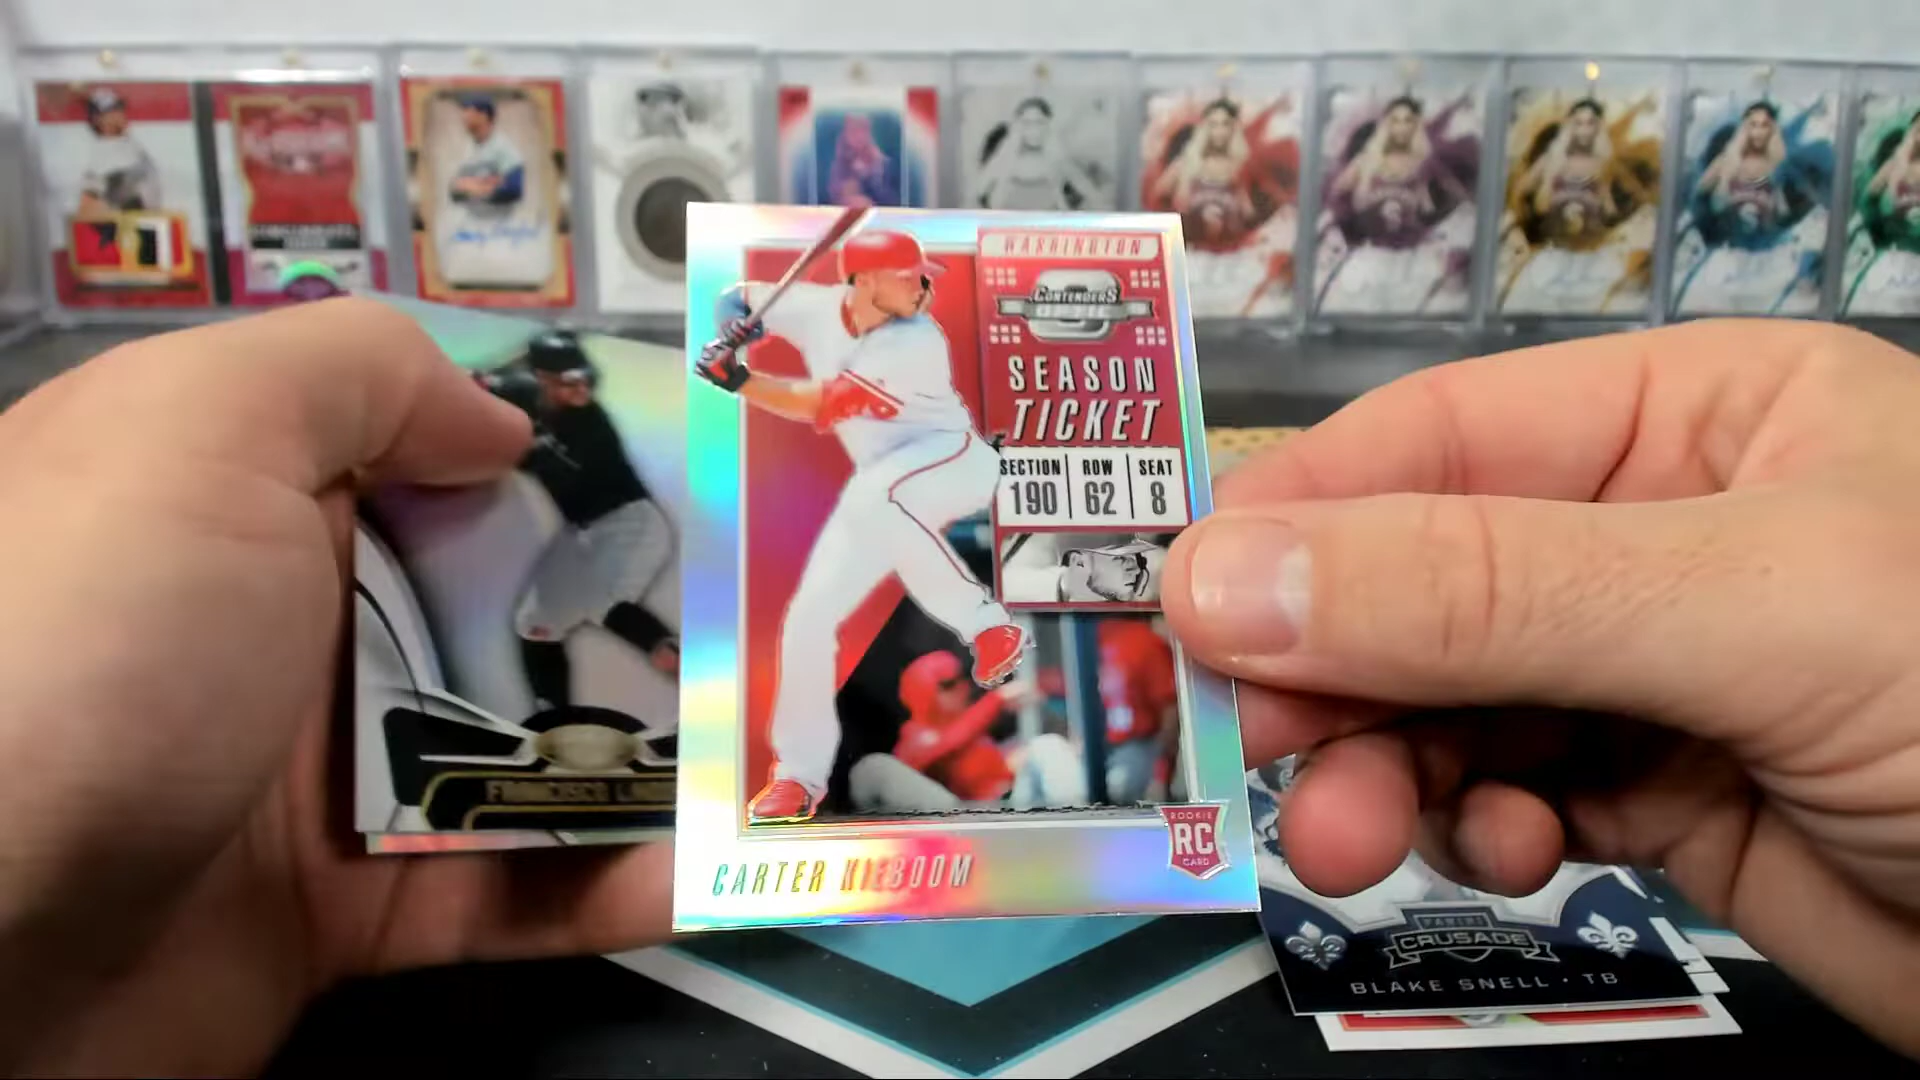 WASHINGTON
CONTENDERS
OPTIC
SEASON
TICKET
SECTION ROW SEAT
190 62 8
ROOKIE
RC
CARD
CARTER KIEBOOM
FRANCISCO
PANINI
CRUSADE
BLAKE SNELL • TB